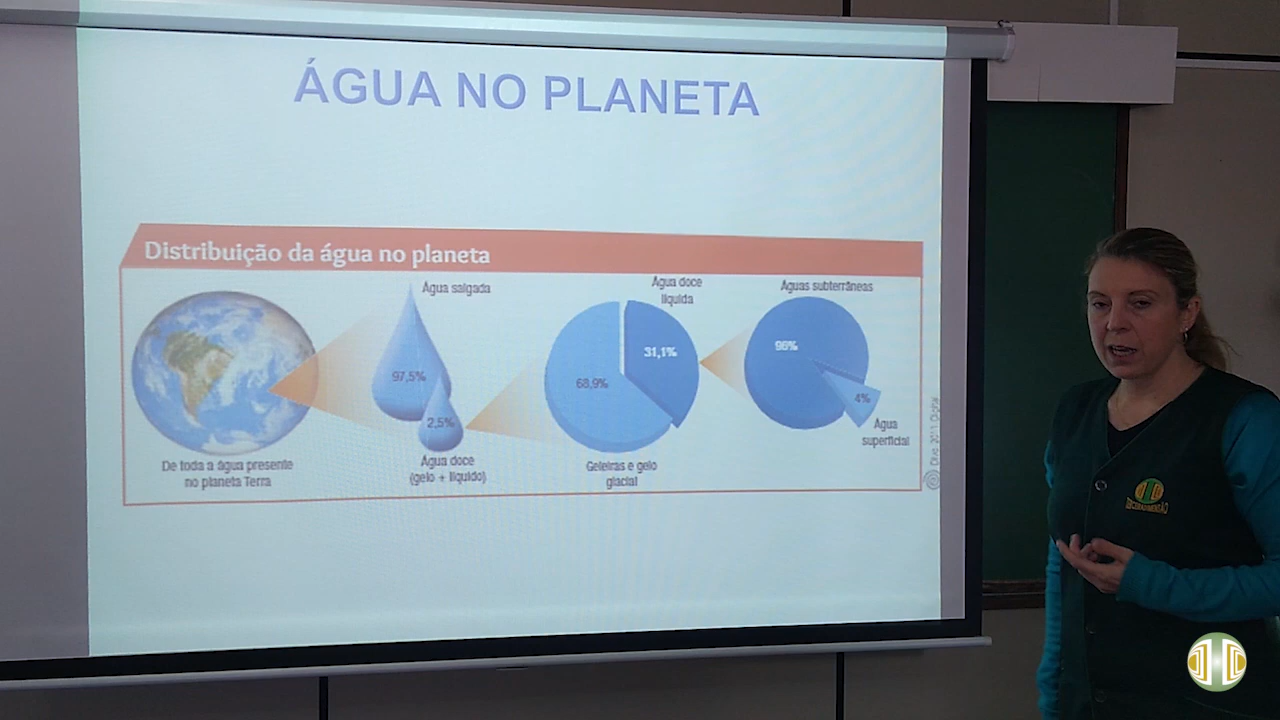 ÁGUA NO PLANETA
Distribuição da água no planeta
Água salgada
97,5%
2,5%
Água doce
(gelo + líquido)
De toda a água presente
no planeta Terra
Água doce
líquida
31,1%
68,9%
Geleiras e gelo
glacial
Águas subterrâneas
96%
4%
Água
superficial